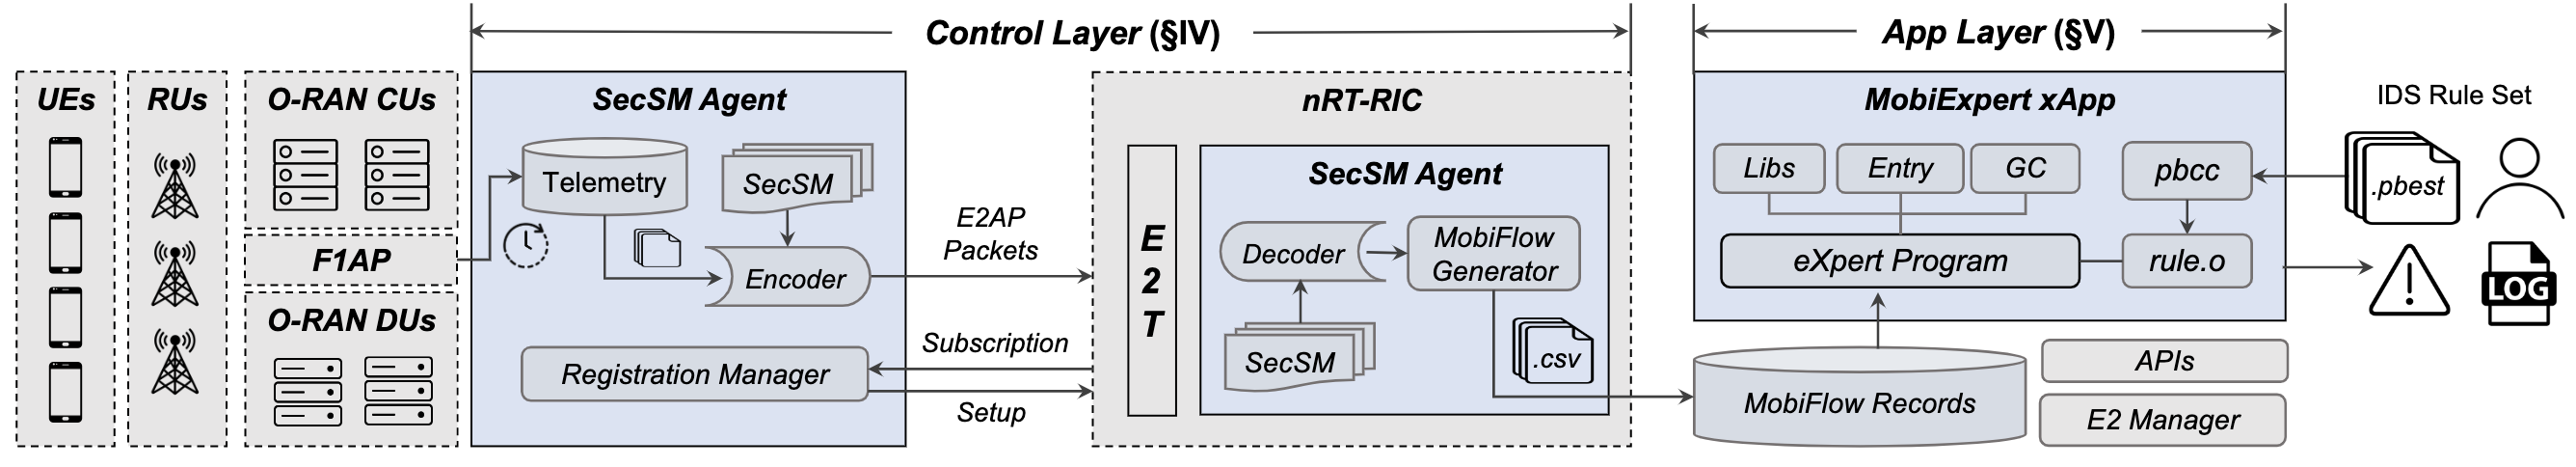 Control Layer (§IV)
App Layer (§V)
UEs
RUs
O-RAN CUs
F1AP
O-RAN DUs
SecSM Agent
Telemetry
SecSM
Encoder
Registration Manager
E2AP
Packets
Subscription
Setup
nRT-RIC
E
2
T
SecSM Agent
Decoder
MobiFlow
Generator
SecSM
.csv
MobiExpert xApp
Libs
Entry
GC
pbcc
eXpert Program
rule.o
MobiFlow Records
APIs
E2 Manager
IDS Rule Set
.pbest
LOG